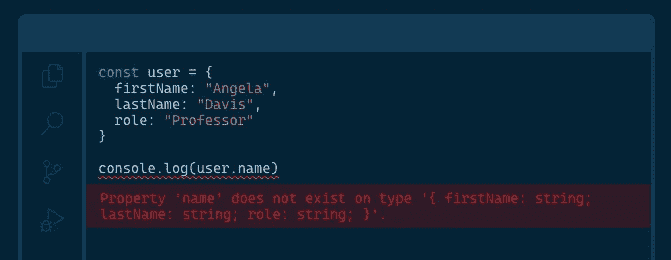 const user = {
firstName: "Angela",
lastName: "Davis",
role: "Professor"
}
console.log(user.name)
Property 'name' does not exist on type '{ firstName: string;
lastName: string; role: string; }'.